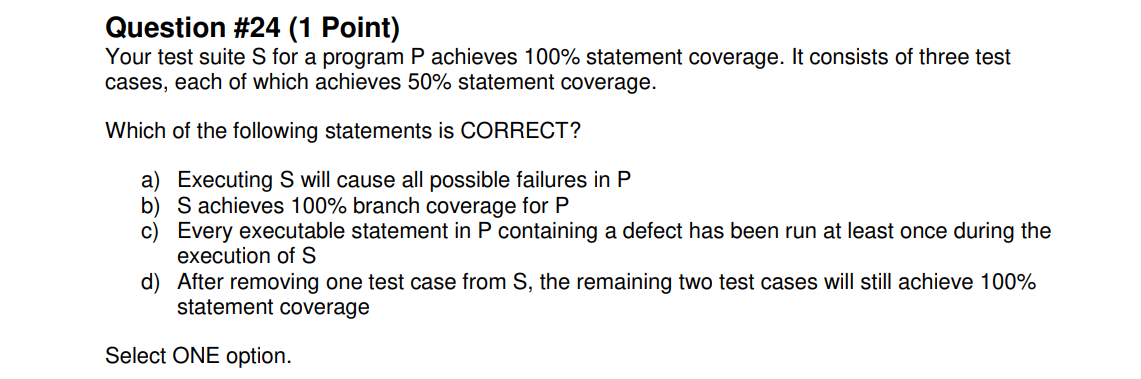 Question #24 (1 Point)
Your test suite S for a program P achieves 100% statement coverage. It consists of three test
cases, each of which achieves 50% statement coverage.
Which of the following statements is CORRECT?
a) Executing S will cause all possible failures in P
b) S achieves 100% branch coverage for P
c) Every executable statement in P containing a defect has been run at least once during the
execution of S
d) After removing one test case from S, the remaining two test cases will still achieve 100%
statement coverage
Select ONE option.